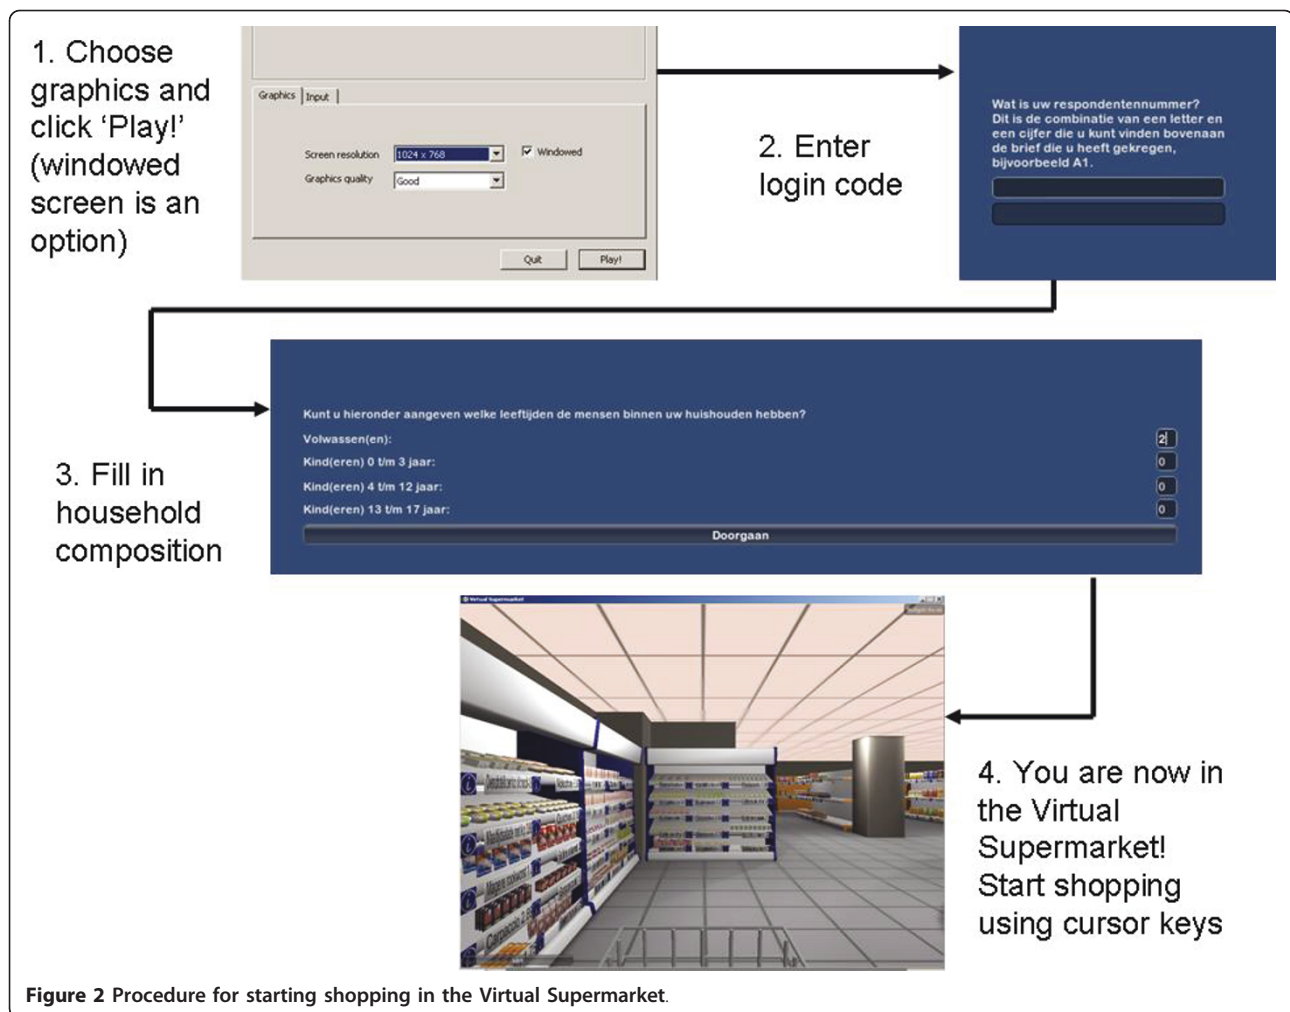 1. Choose
graphics and
click ‘Play!’
(windowed
screen is an
option)
Graphics
Input
Screen resolution
1024 x 768
Windowed
Graphics quality
Good
Quit
Play!
2. Enter
login code
Wat is uw respondentennummer?
Dit is de combinatie van een letter en
een cijfer die u kunt vinden bovenaan
de brief die u heeft gekregen,
bijvoorbeeld A1.
3. Fill in
household
composition
Kunt u hieronder aangeven welke leeftijden de mensen binnen uw huishouden hebben?
Volwassen(en): 2
Kind(eren) 0 t/m 3 jaar: 0
Kind(eren) 4 t/m 12 jaar: 0
Kind(eren) 13 t/m 17 jaar: 0
Doorgaan
Virtual Supermarket
Magere rookworst
Carpaccio
4. You are now in
the Virtual
Supermarket!
Start shopping
using cursor keys
Figure 2 Procedure for starting shopping in the Virtual Supermarket.